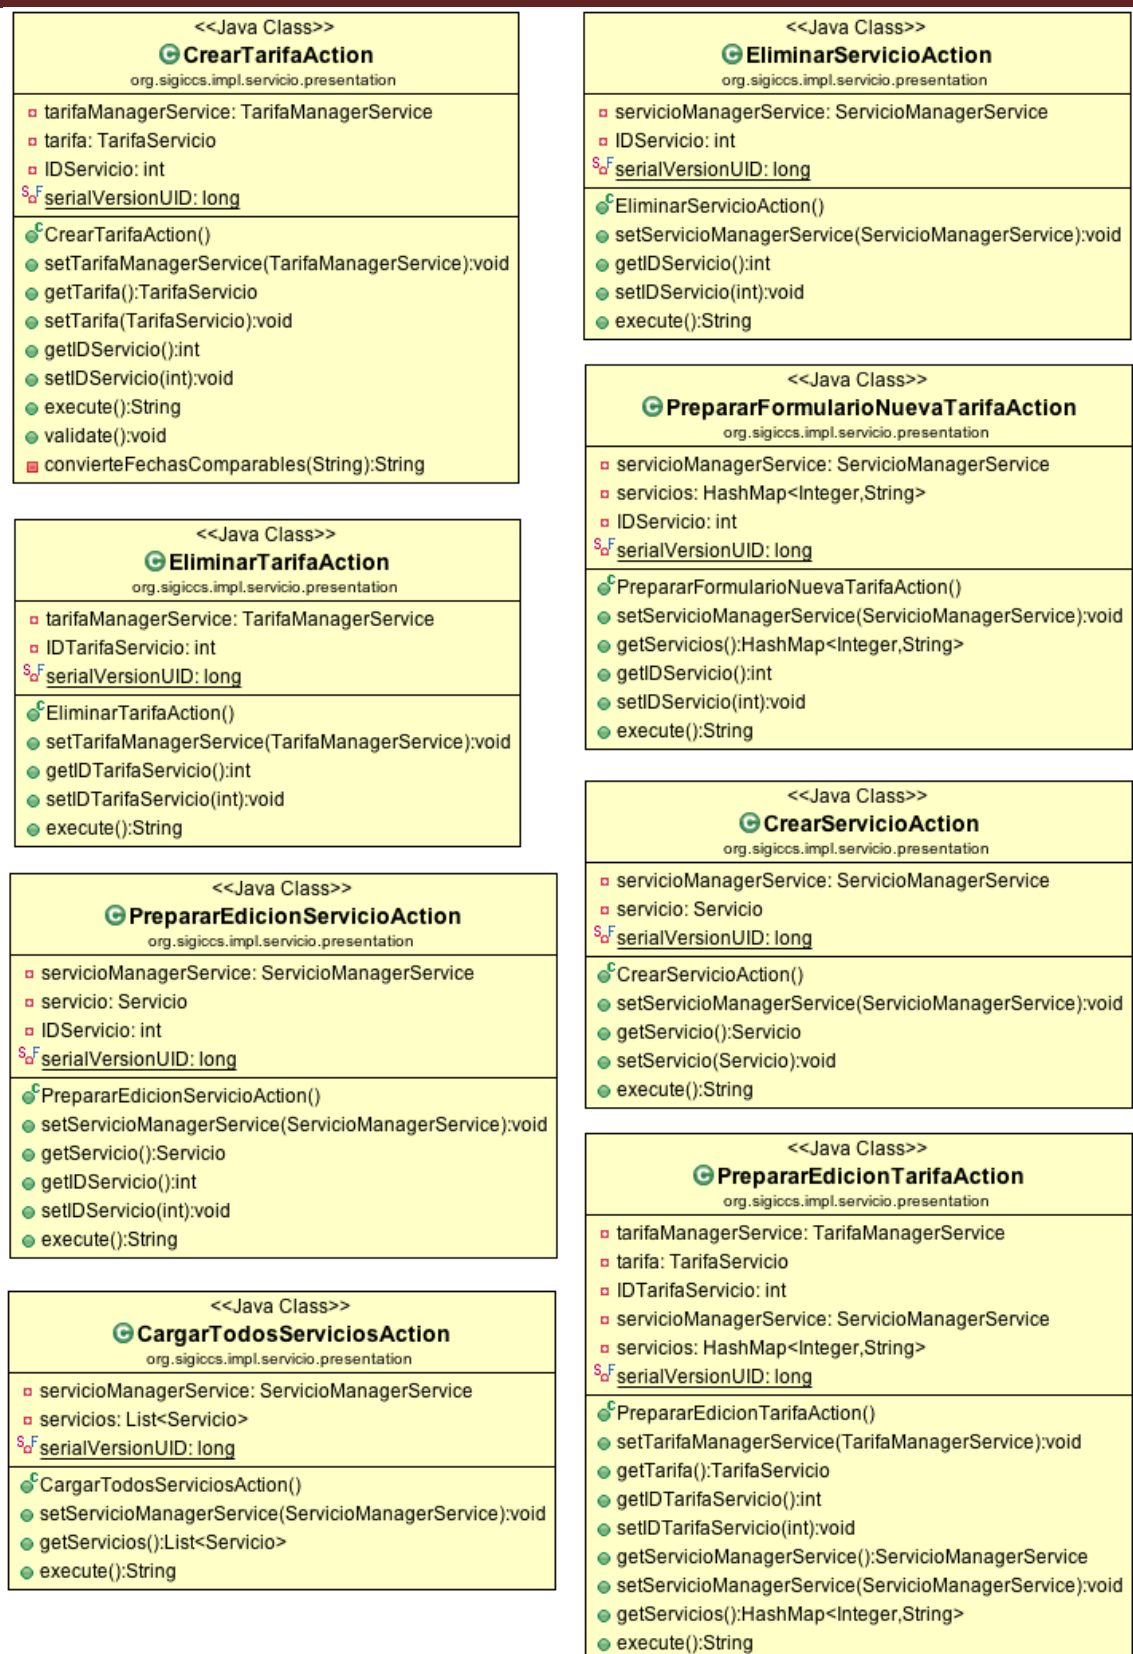 <<Java Class>>
CrearTarifaAction
org.sigiccs.impl.servicio.presentation
tarifaManagerService: TarifaManagerService
tarifa: TarifaServicio
IDServicio: int
serialVersionUID: long
CrearTarifaAction()
setTarifaManagerService(TarifaManagerService):void
getTarifa():TarifaServicio
setTarifa(TarifaServicio):void
getIDServicio():int
setIDServicio(int):void
execute():String
validate():void
convierteFechasComparables(String):String
<<Java Class>>
EliminarTarifaAction
org.sigiccs.impl.servicio.presentation
tarifaManagerService: TarifaManagerService
IDTarifaServicio: int
serialVersionUID: long
EliminarTarifaAction()
setTarifaManagerService(TarifaManagerService):void
getIDTarifaServicio():int
setIDTarifaServicio(int):void
execute():String
<<Java Class>>
PrepararEdicionServicioAction
org.sigiccs.impl.servicio.presentation
servicioManagerService: ServicioManagerService
servicio: Servicio
IDServicio: int
serialVersionUID: long
PrepararEdicionServicioAction()
setServicioManagerService(ServicioManagerService):void
getServicio():Servicio
getIDServicio():int
setIDServicio(int):void
execute():String
<<Java Class>>
CargarTodosServiciosAction
org.sigiccs.impl.servicio.presentation
servicioManagerService: ServicioManagerService
servicios: List<Servicio>
serialVersionUID: long
CargarTodosServiciosAction()
setServicioManagerService(ServicioManagerService):void
getServicios():List<Servicio>
execute():String
<<Java Class>>
EliminarServicioAction
org.sigiccs.impl.servicio.presentation
servicioManagerService: ServicioManagerService
IDServicio: int
serialVersionUID: long
EliminarServicioAction()
setServicioManagerService(ServicioManagerService):void
getIDServicio():int
setIDServicio(int):void
execute():String
<<Java Class>>
PrepararFormularioNuevaTarifaAction
org.sigiccs.impl.servicio.presentation
servicioManagerService: ServicioManagerService
servicios: HashMap<Integer,String>
IDServicio: int
serialVersionUID: long
PrepararFormularioNuevaTarifaAction()
setServicioManagerService(ServicioManagerService):void
getServicios():HashMap<Integer,String>
getIDServicio():int
setIDServicio(int):void
execute():String
<<Java Class>>
CrearServicioAction
org.sigiccs.impl.servicio.presentation
servicioManagerService: ServicioManagerService
servicio: Servicio
serialVersionUID: long
CrearServicioAction()
setServicioManagerService(ServicioManagerService):void
getServicio():Servicio
setServicio(Servicio):void
execute():String
<<Java Class>>
PrepararEdicionTarifaAction
org.sigiccs.impl.servicio.presentation
tarifaManagerService: TarifaManagerService
tarifa: TarifaServicio
IDTarifaServicio: int
servicioManagerService: ServicioManagerService
servicios: HashMap<Integer,String>
serialVersionUID: long
PrepararEdicionTarifaAction()
setTarifaManagerService(TarifaManagerService):void
getTarifa():TarifaServicio
getIDTarifaServicio():int
setIDTarifaServicio(int):void
getServicioManagerService():ServicioManagerService
setServicioManagerService(ServicioManagerService):void
getServicios():HashMap<Integer,String>
execute():String